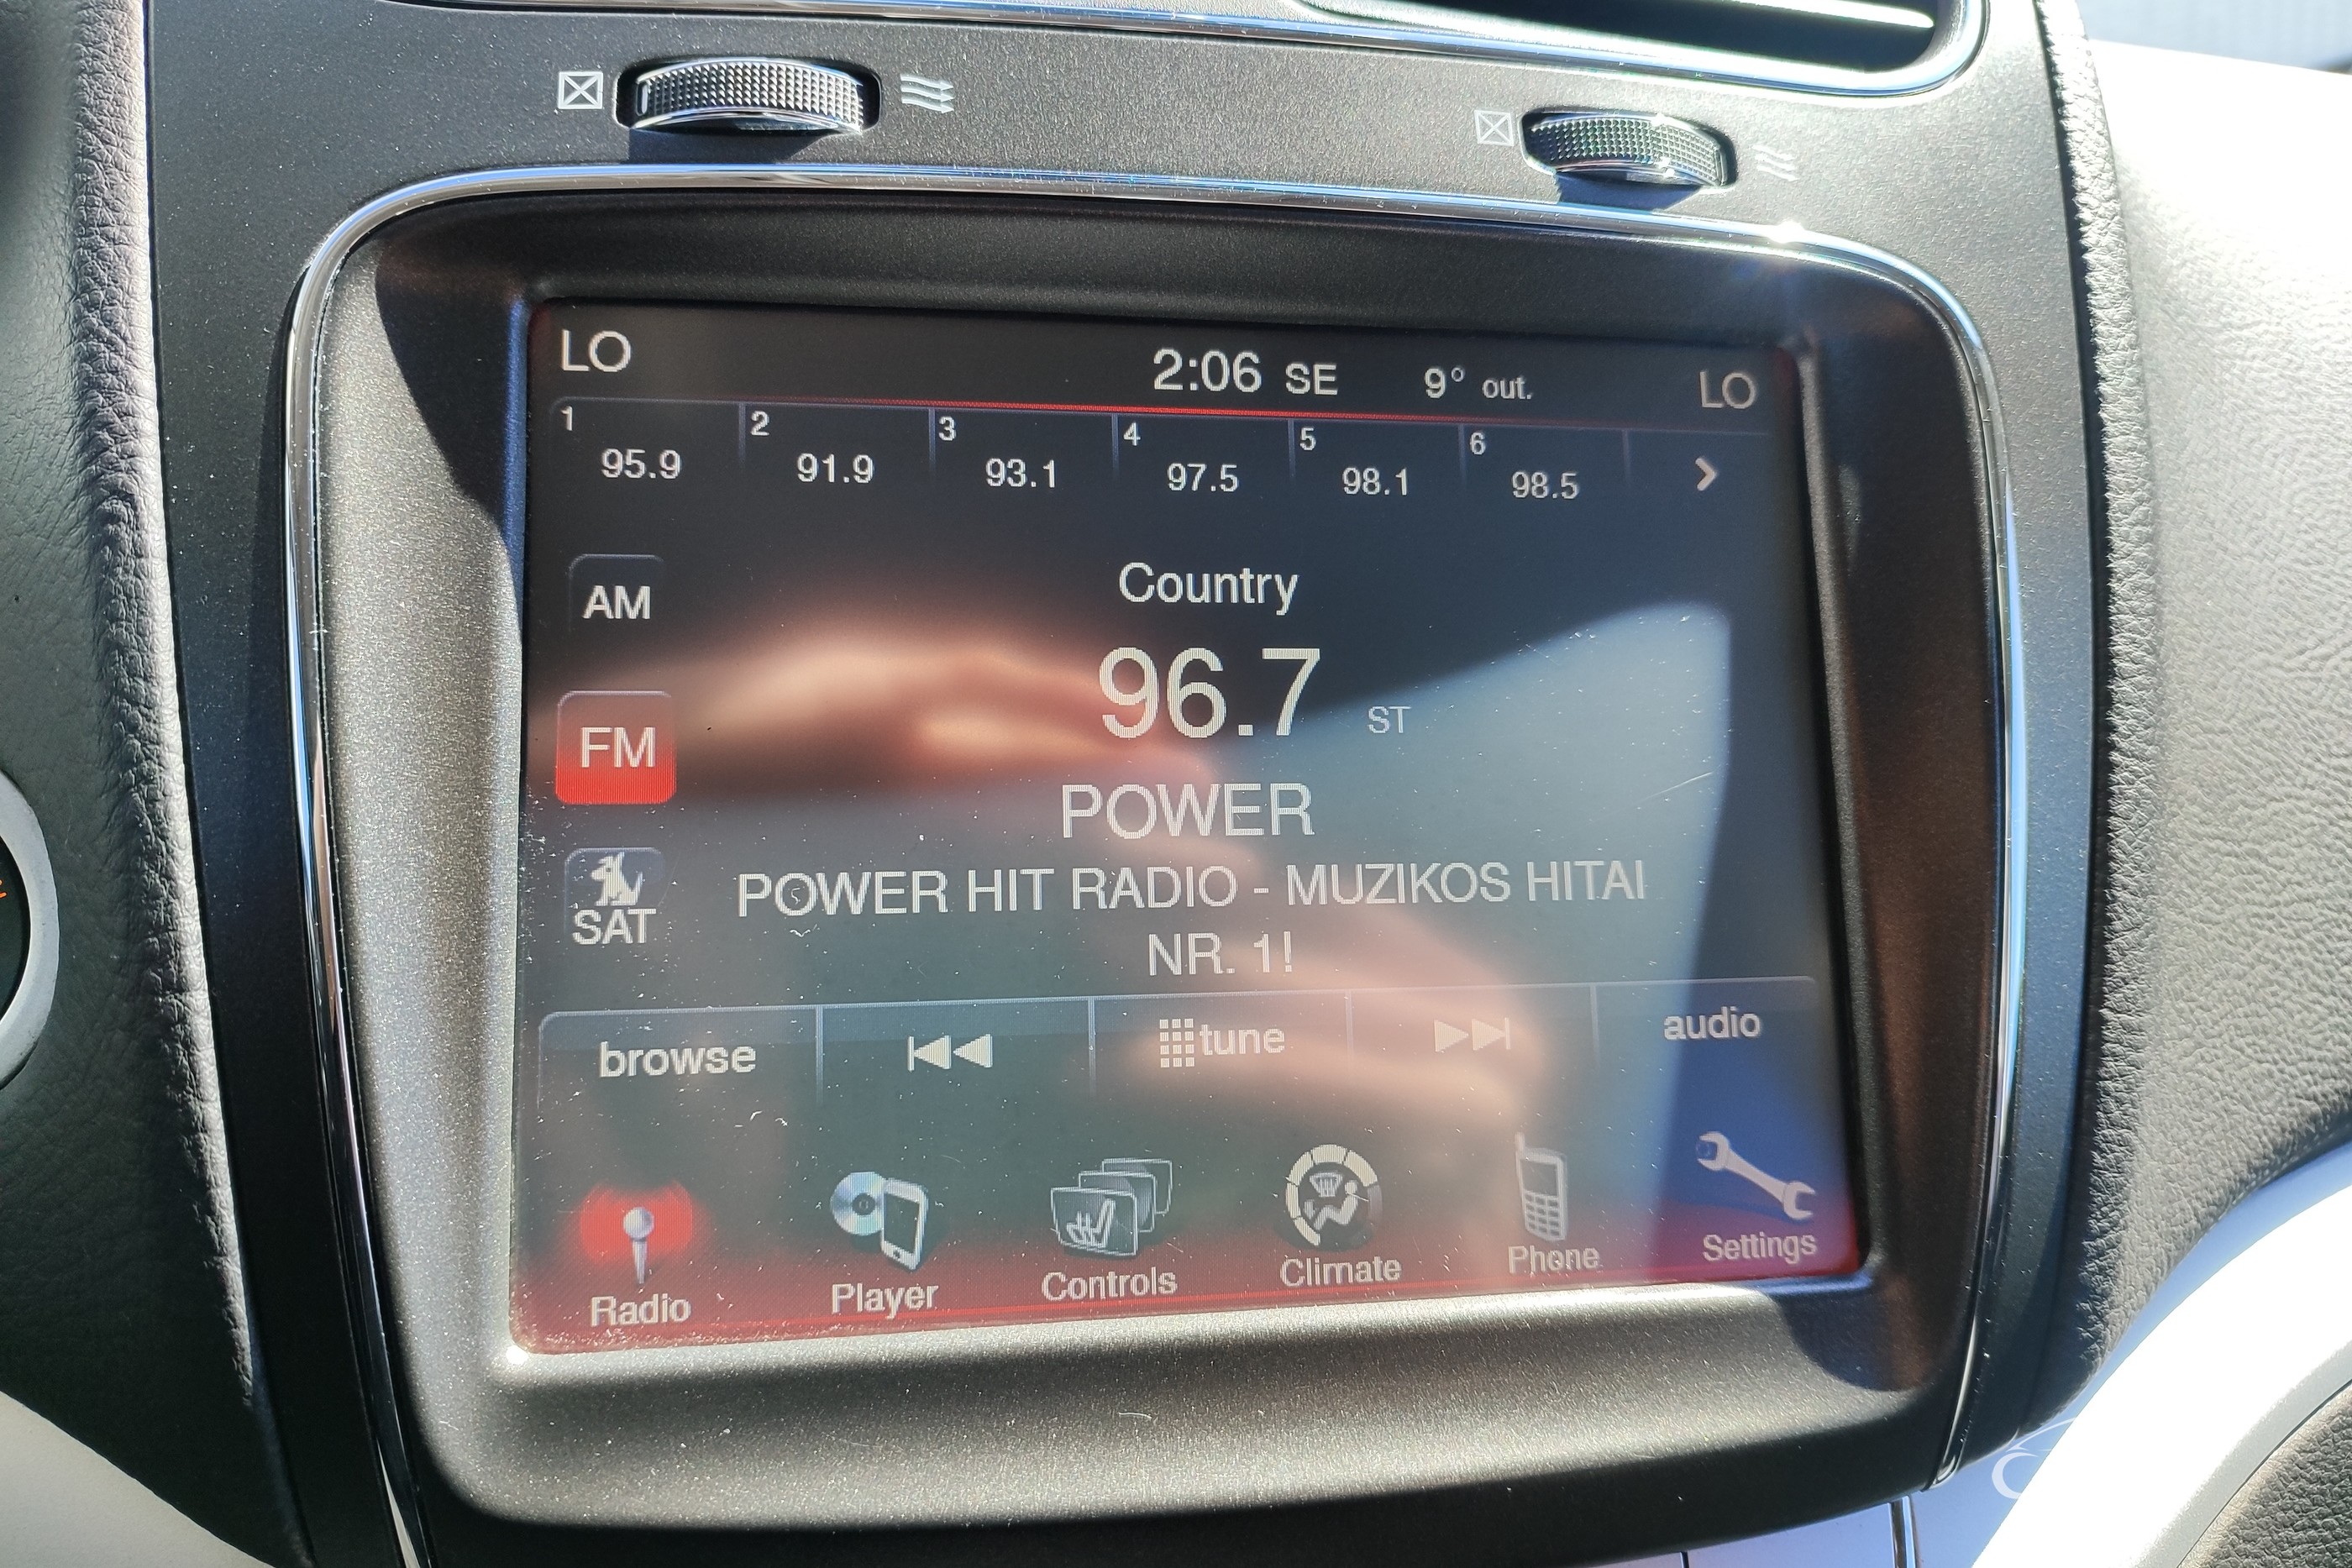 LO 2:06 SE 9° out. LO
1 2 3 4 5 6
95.9 91.9 93.1 97.5 98.1 98.5
AM
Country
96.7 ST
FM
POWER
SAT
POWER HIT RADIO - MUZIKOS HITAI
NR. 1!
browse tune audio
Radio Player Controls Climate Phone Settings